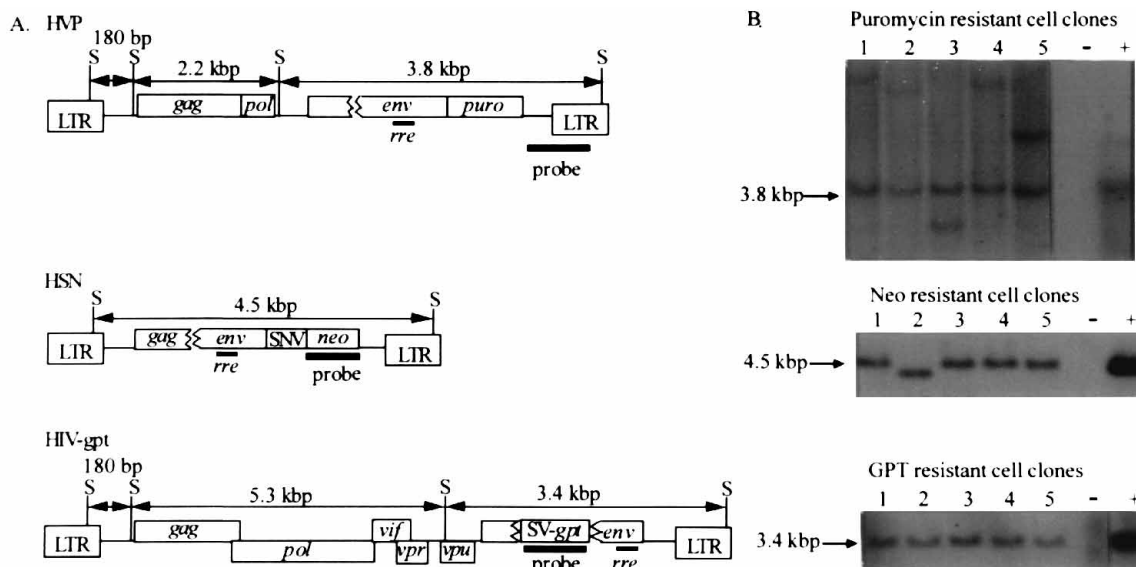 A.
HVP
180 bp
S S S S
2.2 kbp 3.8 kbp
LTR gag pol env puro LTR
rre
probe
HSN
S S
4.5 kbp
LTR gag env SNV neo LTR
rre probe
HIV-gpt
180 bp
S S S S
5.3 kbp 3.4 kbp
LTR gag pol vif vpr vpu SV-gpt env LTR
probe rre
B.
Puromycin resistant cell clones
1 2 3 4 5 - +
3.8 kbp
Neo resistant cell clones
1 2 3 4 5 - +
4.5 kbp
GPT resistant cell clones
1 2 3 4 5 - +
3.4 kbp